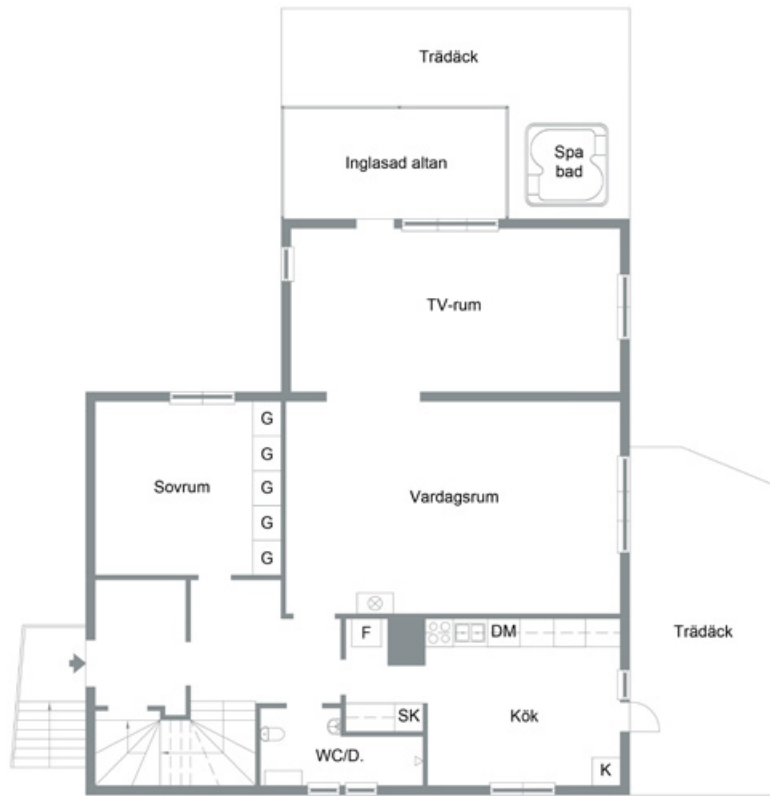 Trädäck
Inglasad altan
Spa
bad
TV-rum
G
G
Sovrum
G
G
G
Vardagsrum
F
DM
Trädäck
SK
Kök
WC/D.
K